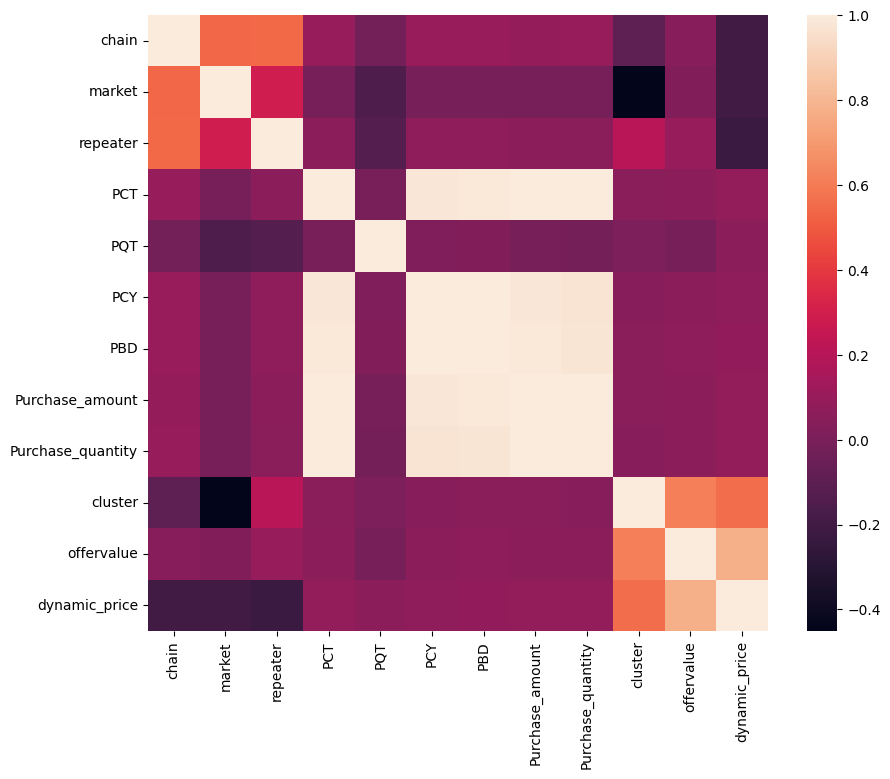 chain
market
repeater
PCT
PQT
PCY
PBD
Purchase_amount
Purchase_quantity
cluster
offervalue
dynamic_price
chain
market
repeater
PCT
PQT
PCY
PBD
Purchase_amount
Purchase_quantity
cluster
offervalue
dynamic_price
1.0
0.8
0.6
0.4
0.2
0.0
−0.2
−0.4